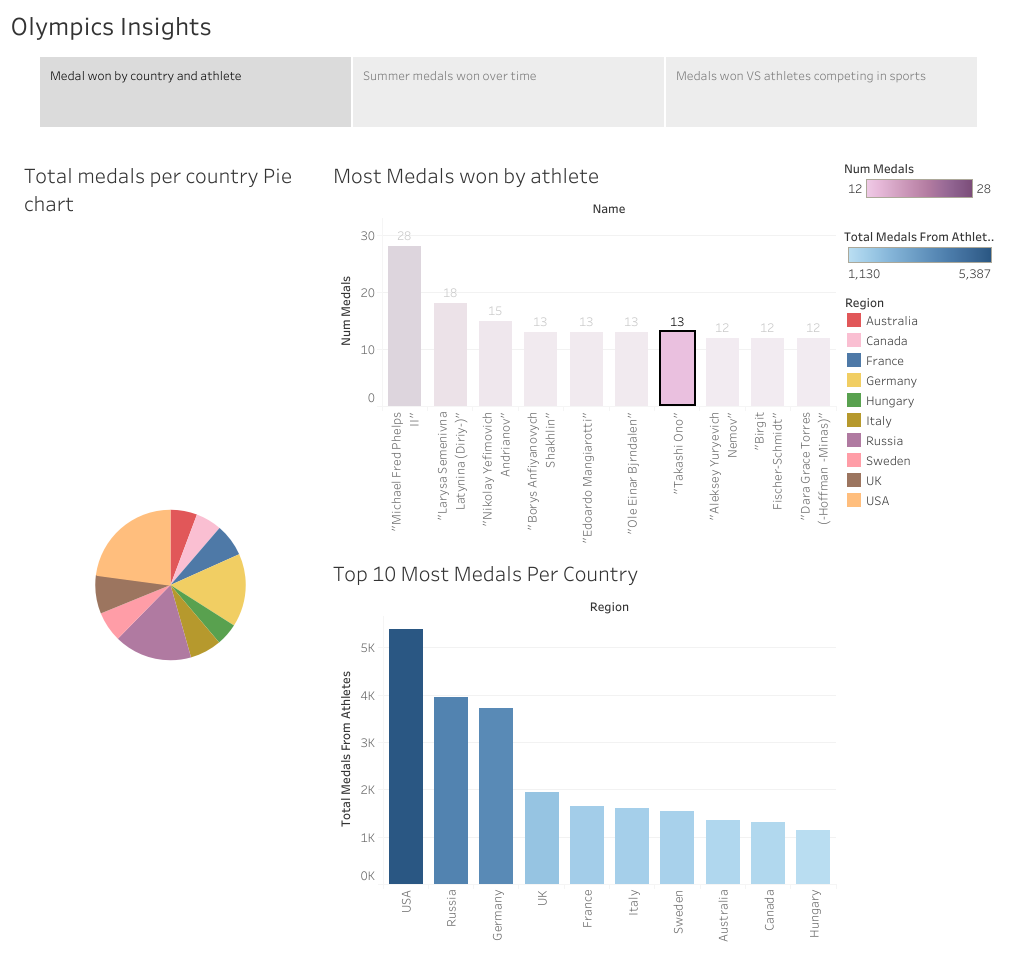 Olympics Insights
Medal won by country and athlete
Summer medals won over time
Medals won VS athletes competing in sports
Total medals per country Pie
chart
Most Medals won by athlete
Name
Num Medals
30
20
10
0
28
18
15
13
13
13
13
12
12
12
"Michael Fred Phelps
II"
"Larysa Semenivna
Latynina (Diriy-)"
"Nikolay Yefimovich
Andrianov"
"Borys Anfiyanovych
Shakhlin"
"Edoardo Mangiarotti"
"Ole Einar Bjrndalen"
"Takashi Ono"
"Aleksey Yuryevich
Nemov"
"Birgit
Fischer-Schmidt"
"Dara Grace Torres
(-Hoffman -Minas)"
Num Medals
12
28
Total Medals From Athlet..
1,130
5,387
Region
Australia
Canada
France
Germany
Hungary
Italy
Russia
Sweden
UK
USA
Top 10 Most Medals Per Country
Region
Total Medals From Athletes
5K
4K
3K
2K
1K
0K
USA
Russia
Germany
UK
France
Italy
Sweden
Australia
Canada
Hungary